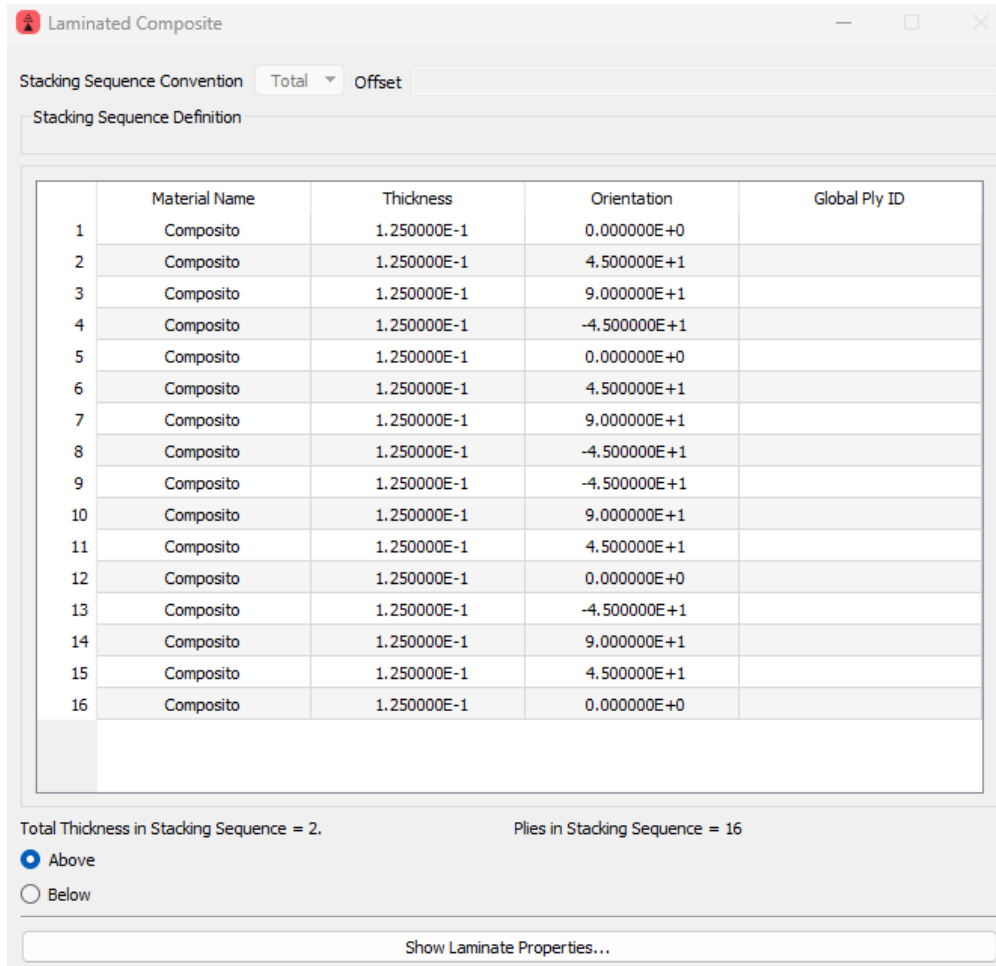 Laminated Composite
Stacking Sequence Convention Total Offset
Stacking Sequence Definition
Material Name Thickness Orientation Global Ply ID
1 Composito 1.250000E-1 0.000000E+0
2 Composito 1.250000E-1 4.500000E+1
3 Composito 1.250000E-1 9.000000E+1
4 Composito 1.250000E-1 -4.500000E+1
5 Composito 1.250000E-1 0.000000E+0
6 Composito 1.250000E-1 4.500000E+1
7 Composito 1.250000E-1 9.000000E+1
8 Composito 1.250000E-1 -4.500000E+1
9 Composito 1.250000E-1 -4.500000E+1
10 Composito 1.250000E-1 9.000000E+1
11 Composito 1.250000E-1 4.500000E+1
12 Composito 1.250000E-1 0.000000E+0
13 Composito 1.250000E-1 -4.500000E+1
14 Composito 1.250000E-1 9.000000E+1
15 Composito 1.250000E-1 4.500000E+1
16 Composito 1.250000E-1 0.000000E+0
Total Thickness in Stacking Sequence = 2. Plies in Stacking Sequence = 16
Above
Below
Show Laminate Properties...